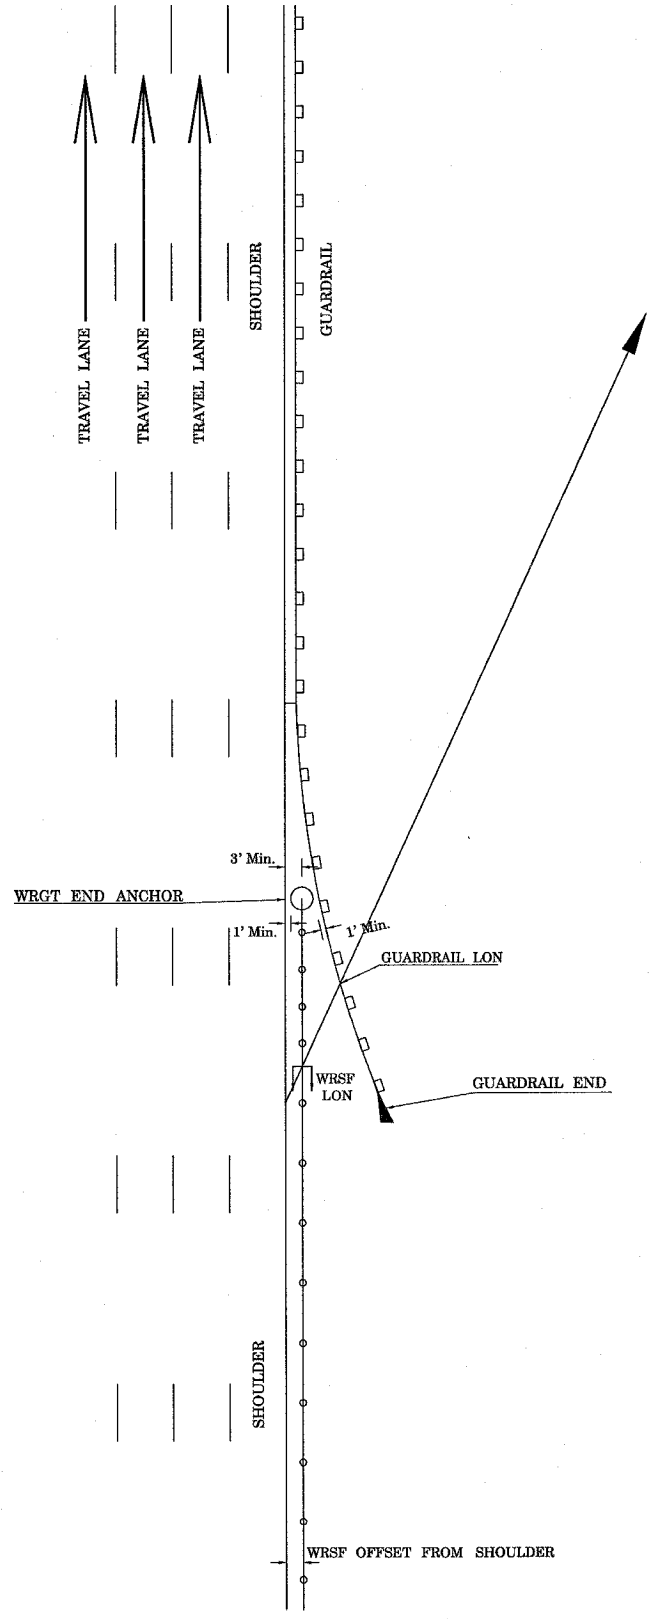 SHOULDER
GUARDRAIL
TRAVEL LANE
TRAVEL LANE
TRAVEL LANE
3' Min.
WRGT END ANCHOR
1' Min.
1' Min.
GUARDRAIL LON
WRSF
LON
GUARDRAIL END
SHOULDER
WRSF OFFSET FROM SHOULDER